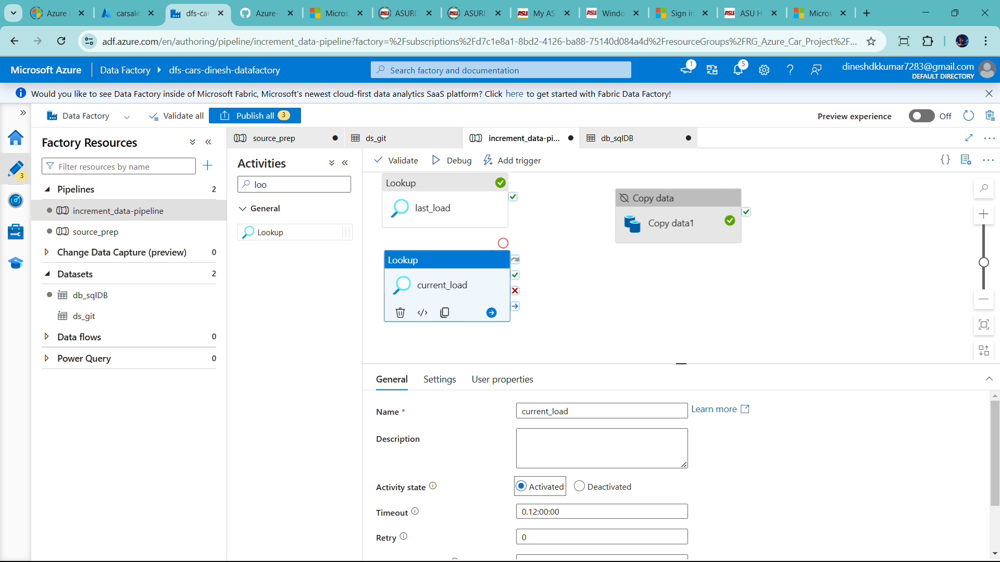 Azure
carsale
dfs-car
Azure-
Micros
ASURI
ASURI
My AS
Windo
Sign in
ASU H
Micros
adf.azure.com/en/authoring/pipeline/increment_data-pipeline?factory=%2Fsubscriptions%2Fd7c1e8a1-8bd2-4126-ba88-75140d084a4d%2FresourceGroups%2FRG_Azure_Car_Project%2F...
Microsoft Azure
Data Factory
dfs-cars-dinesh-datafactory
Search factory and documentation
1
5
dineshdkkumar7283@gmail.com
DEFAULT DIRECTORY
Would you like to see Data Factory inside of Microsoft Fabric, Microsoft's newest cloud-first data analytics SaaS platform? Click here to get started with Fabric Data Factory!
Data Factory
Validate all
Publish all 3
Preview experience
Off
3
Factory Resources
Filter resources by name
Pipelines 2
increment_data-pipeline
source_prep
Change Data Capture (preview) 0
Datasets 2
db_sqlDB
ds_git
Data flows 0
Power Query 0
source_prep
ds_git
increment_data-pi...
db_sqlDB
Activities
loo
General
Lookup
Validate
Debug
Add trigger
Lookup
last_load
Copy data
Copy data1
Lookup
current_load
General
Settings
User properties
Name *
current_load
Learn more
Description
Activity state
Activated
Deactivated
Timeout
0.12:00:00
Retry
0